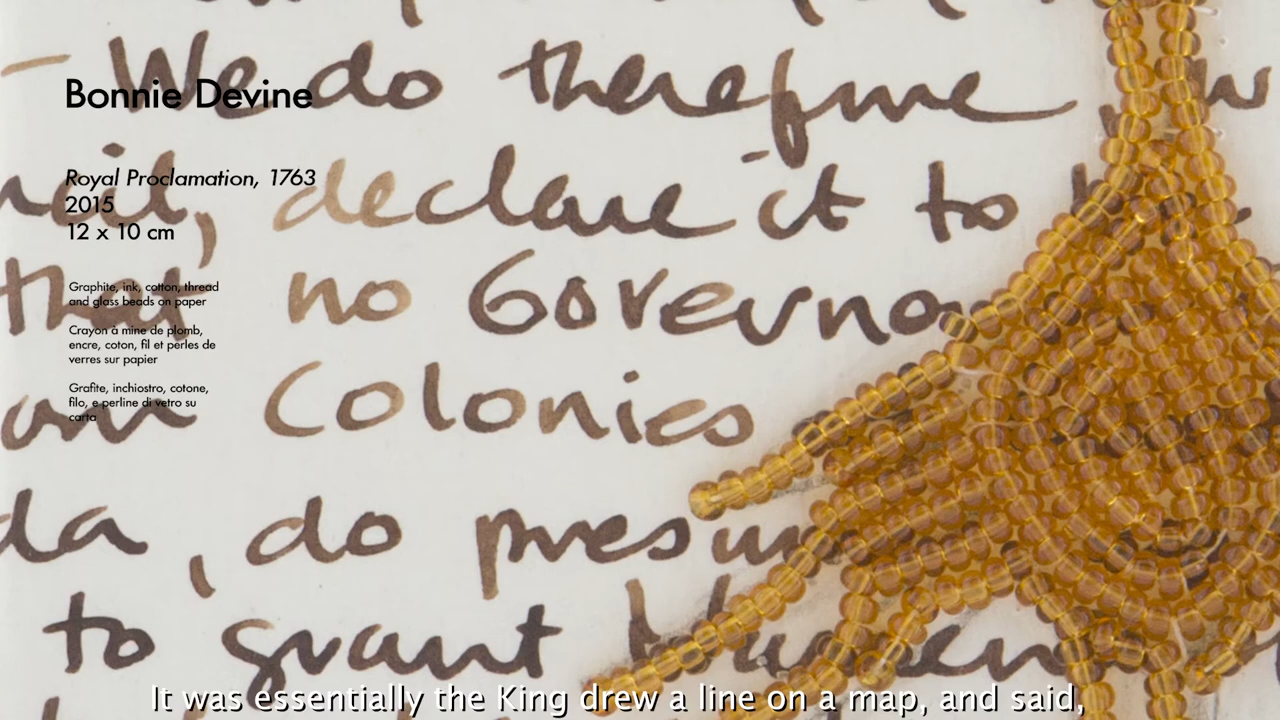 Bonnie Devine
Royal Proclamation, 1763
2015
12 x 10 cm
Graphite, ink, cotton, thread
and glass beads on paper
Crayon à mine de plomb,
encre, coton, fil et perles de
verres sur papier
Grafite, inchiostro, cotone,
filo, e perline di vetro su
carta
- We do therefore
declare it to
that no Governo
Colonies
da, do presum
to grant
It was essentially the King drew a line on a map, and said,